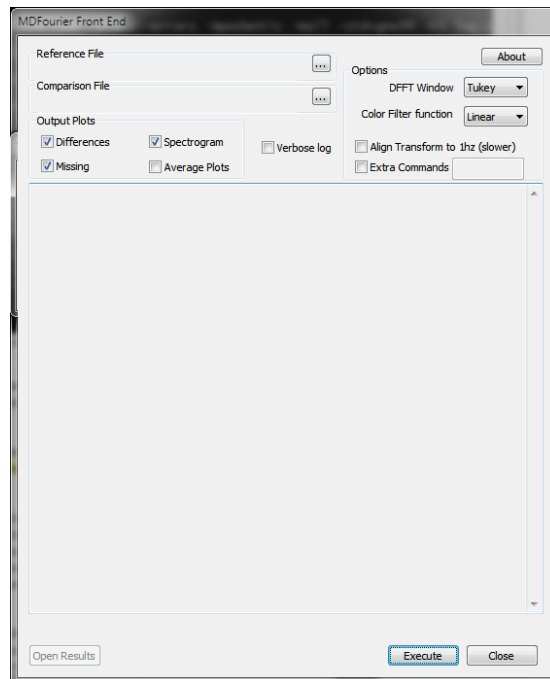 MDFourier Front End
Reference File
...
About
Options
Comparison File
...
DFFT Window Tukey
Color Filter function Linear
Output Plots
Differences Spectrogram Verbose log
Align Transform to 1hz (slower)
Missing Average Plots
Extra Commands
Open Results Execute Close